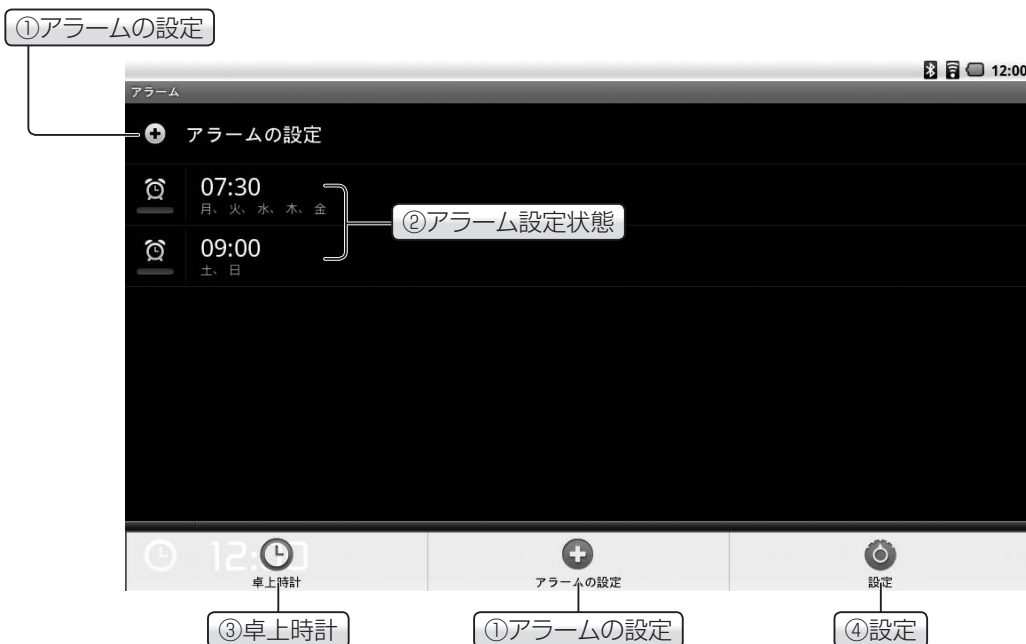 ①アラームの設定
12:00
アラーム
アラームの設定
07:30
月、火、水、木、金
②アラーム設定状態
09:00
土、日
12:00
卓上時計
アラームの設定
設定
③卓上時計
①アラームの設定
④設定